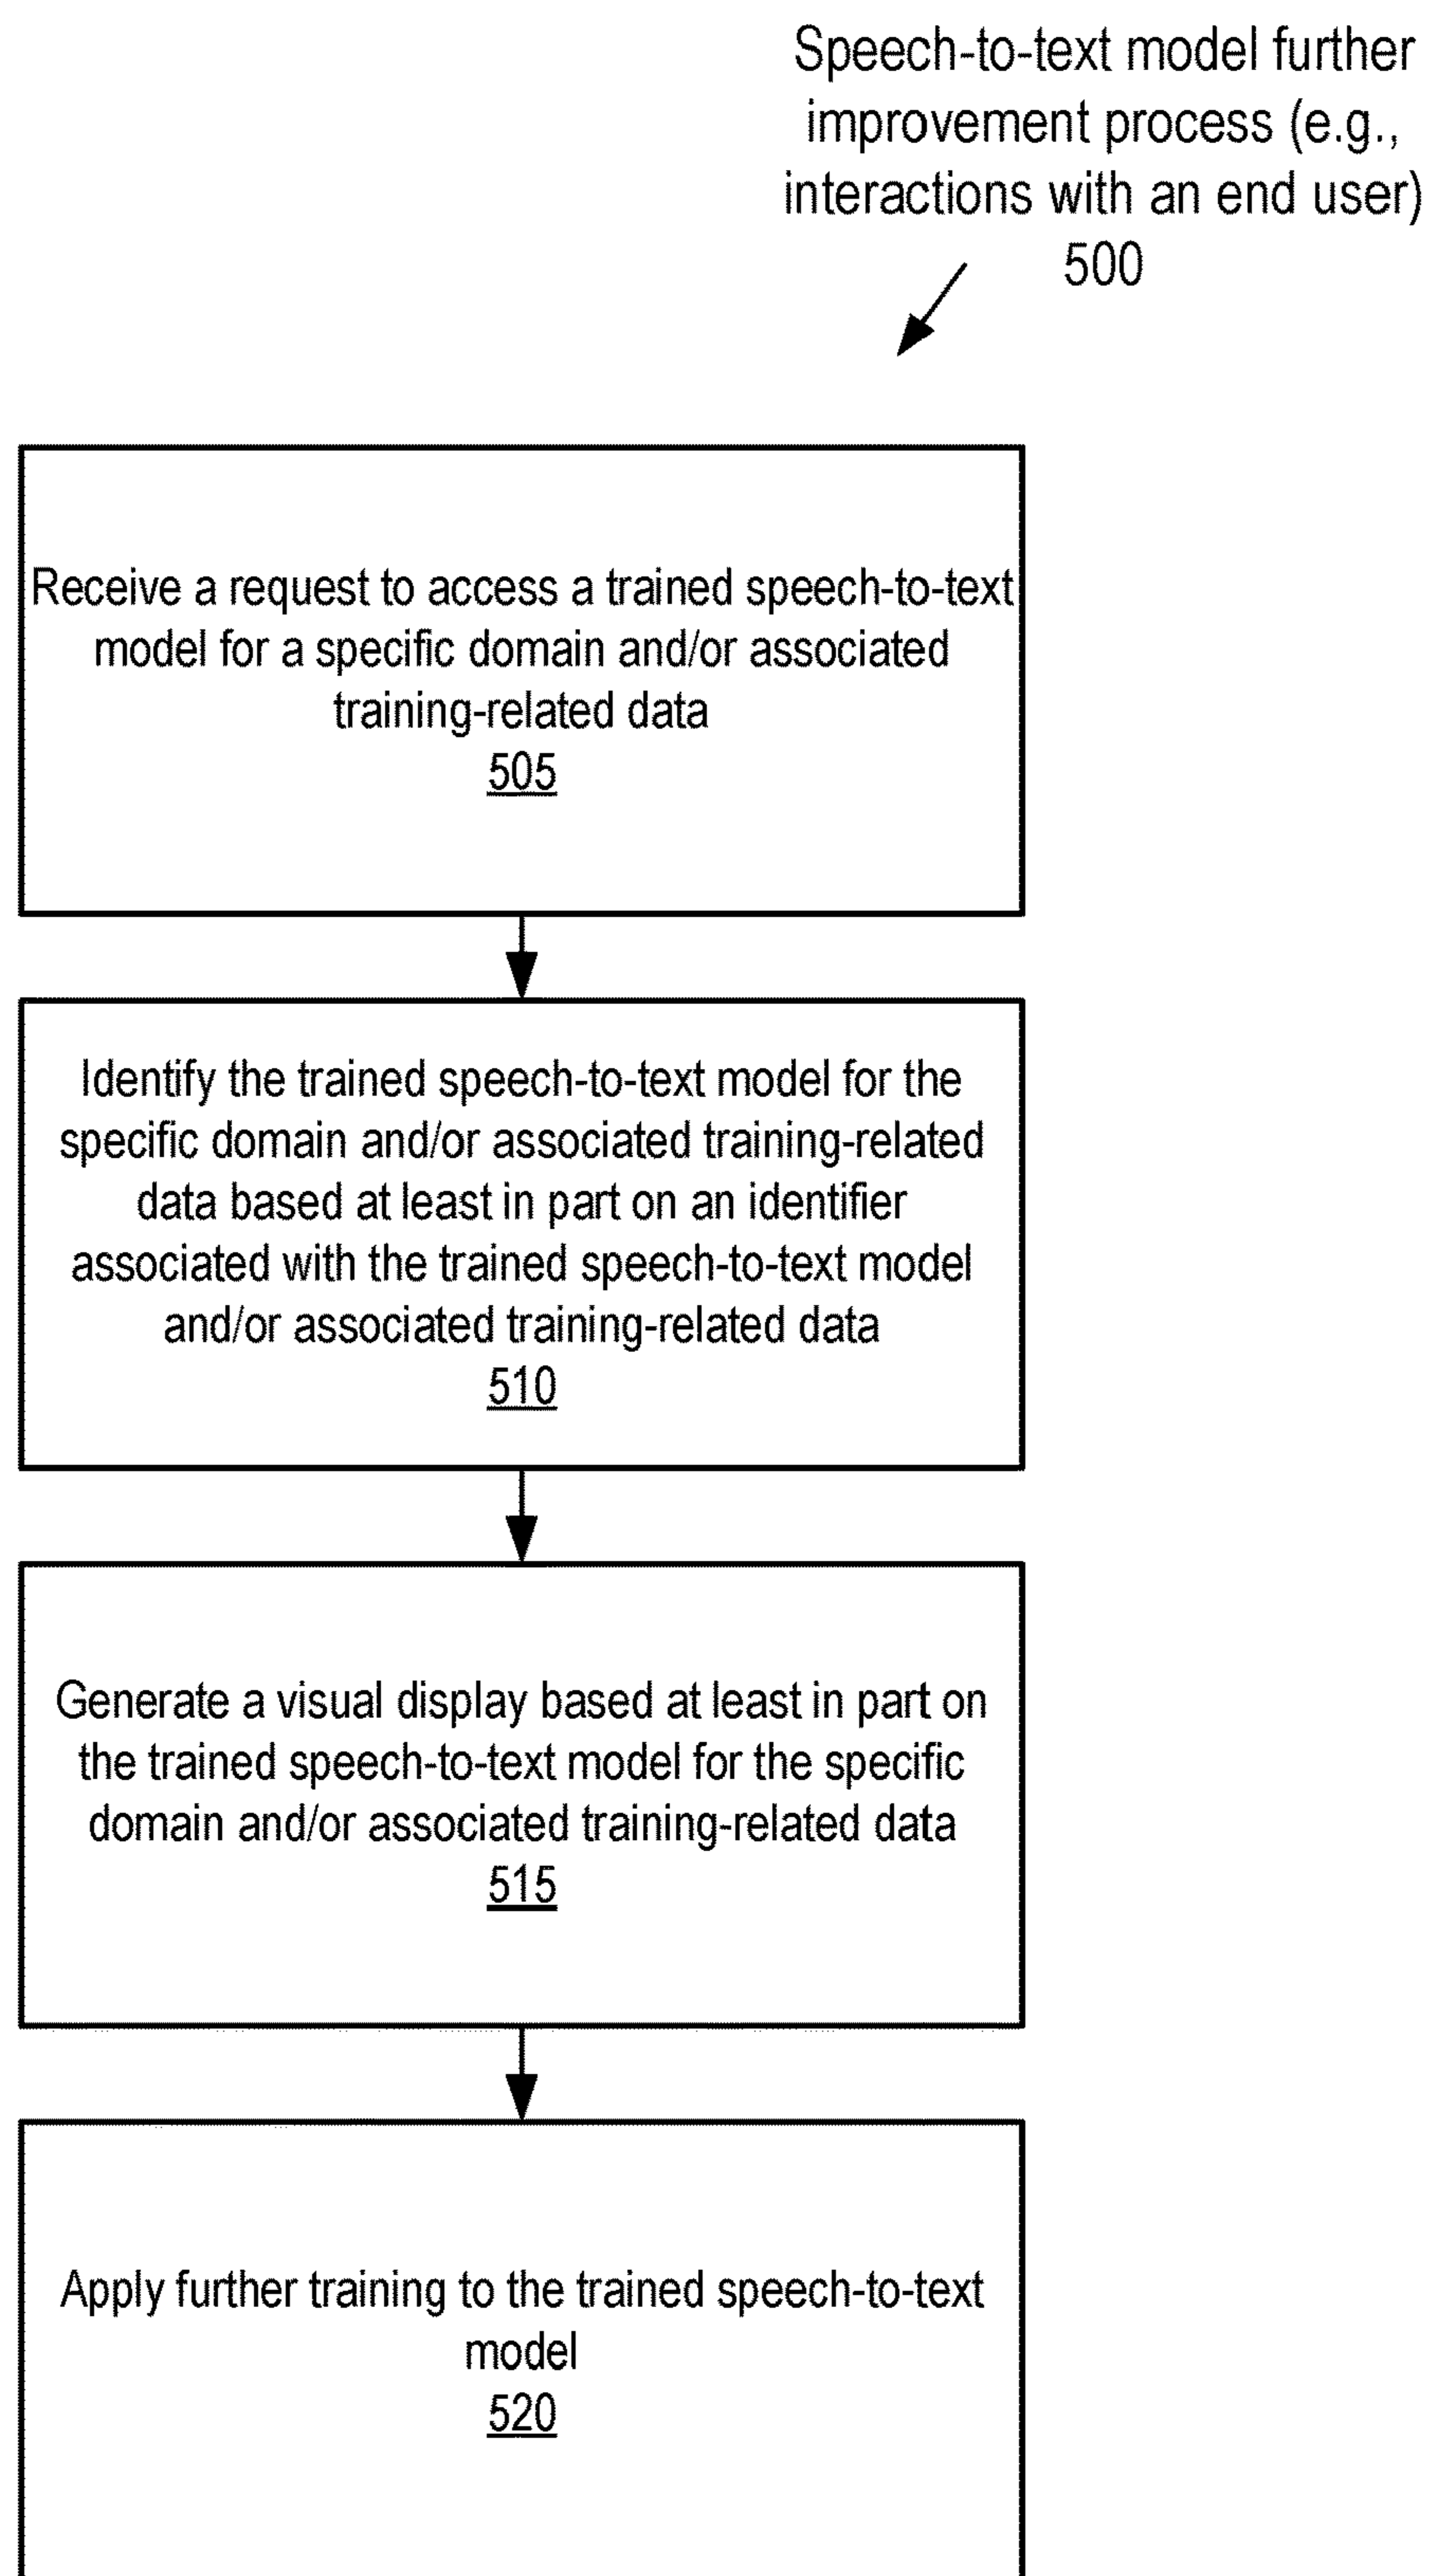 Speech-to-text model further
improvement process (e.g.,
interactions with an end user)
500
Receive a request to access a trained speech-to-text
model for a specific domain and/or associated
training-related data
505
Identify the trained speech-to-text model for the
specific domain and/or associated training-related
data based at least in part on an identifier
associated with the trained speech-to-text model
and/or associated training-related data
510
Generate a visual display based at least in part on
the trained speech-to-text model for the specific
domain and/or associated training-related data
515
Apply further training to the trained speech-to-text
model
520